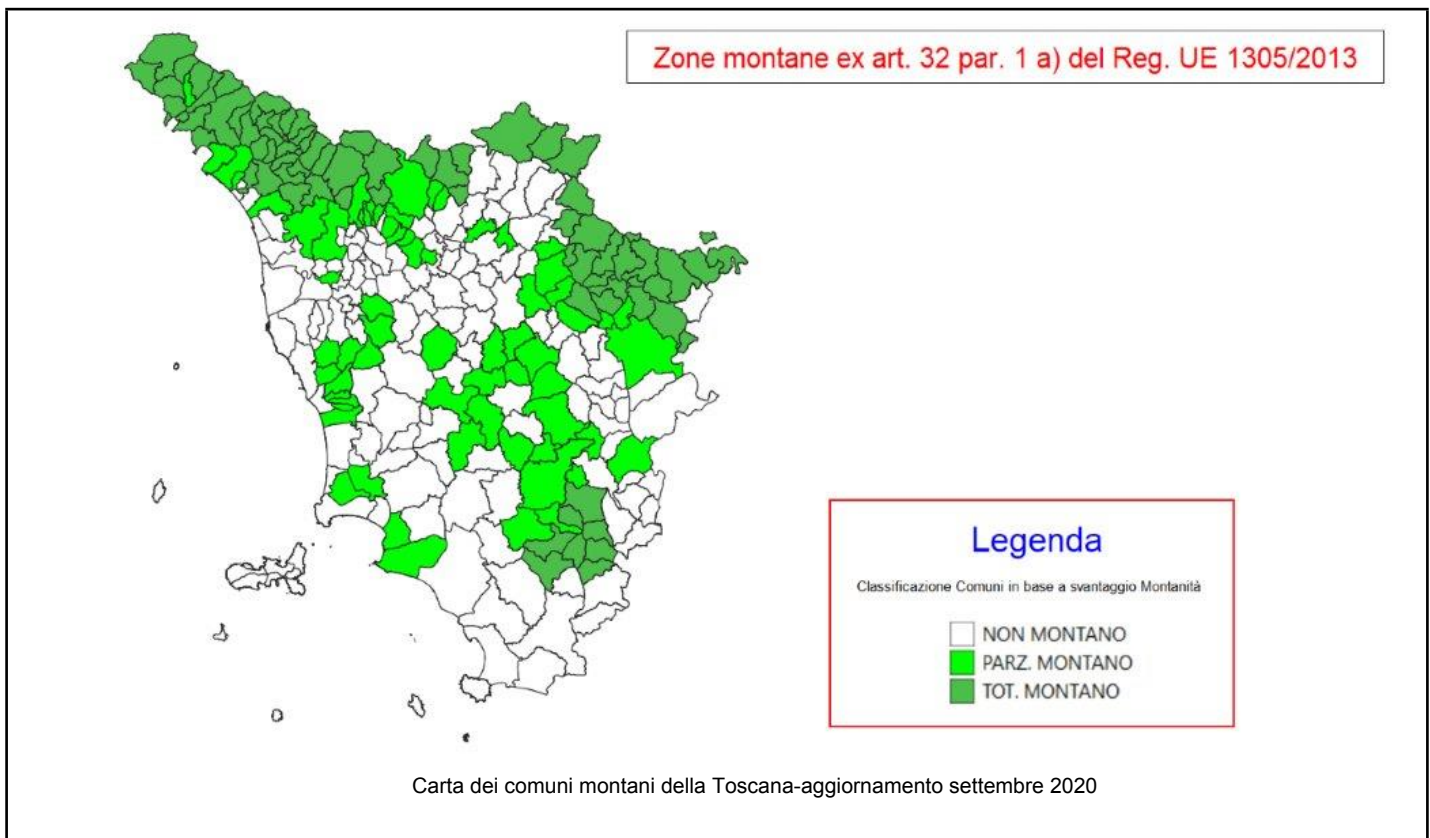 Zone montane ex art. 32 par. 1 a) del Reg. UE 1305/2013
Legenda
Classificazione Comuni in base a svantaggio Montanità
NON MONTANO
PARZ. MONTANO
TOT. MONTANO
Carta dei comuni montani della Toscana-aggiornamento settembre 2020